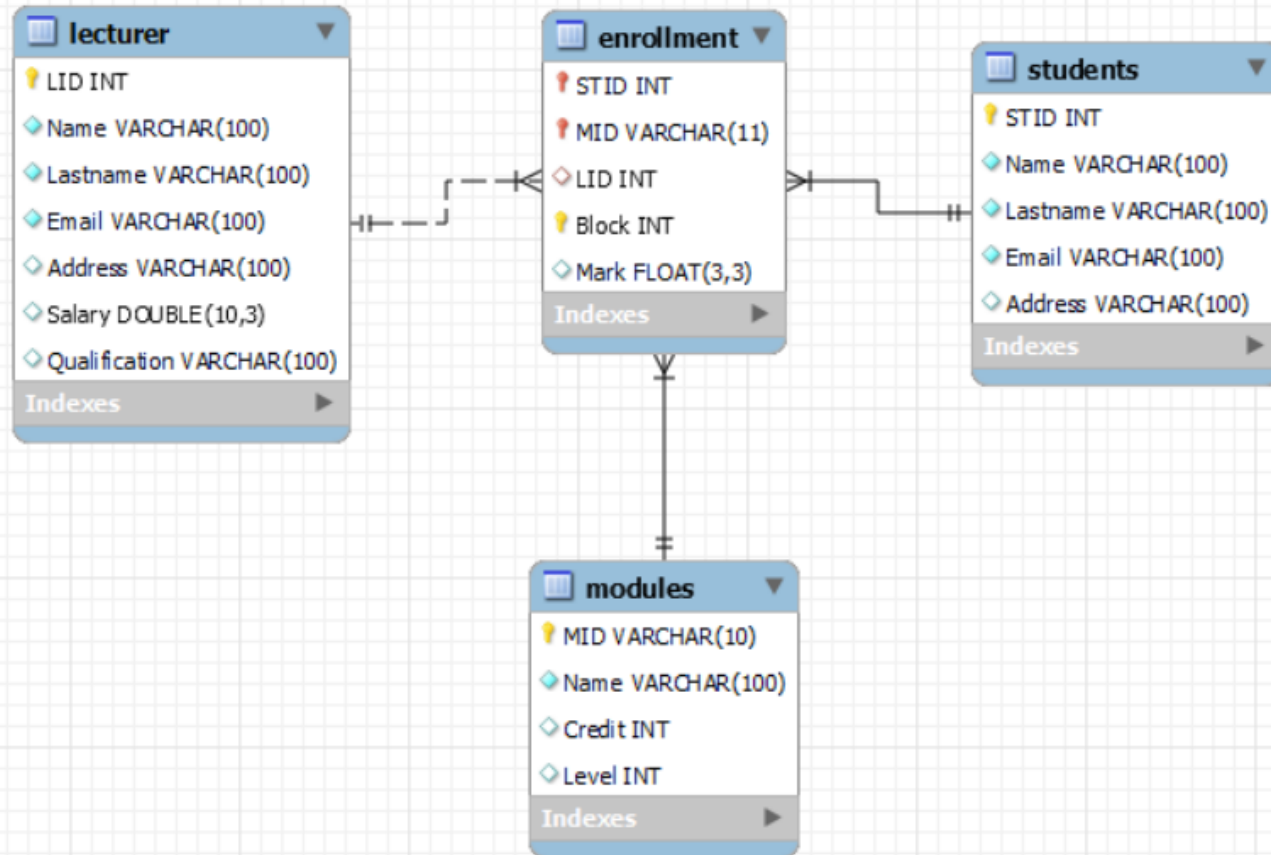 lecturer
LID INT
Name VARCHAR(100)
Lastname VARCHAR(100)
Email VARCHAR(100)
Address VARCHAR(100)
Salary DOUBLE(10,3)
Qualification VARCHAR(100)
Indexes
enrollment
STID INT
MID VARCHAR(11)
LID INT
Block INT
Mark FLOAT(3,3)
Indexes
students
STID INT
Name VARCHAR(100)
Lastname VARCHAR(100)
Email VARCHAR(100)
Address VARCHAR(100)
Indexes
modules
MID VARCHAR(10)
Name VARCHAR(100)
Credit INT
Level INT
Indexes